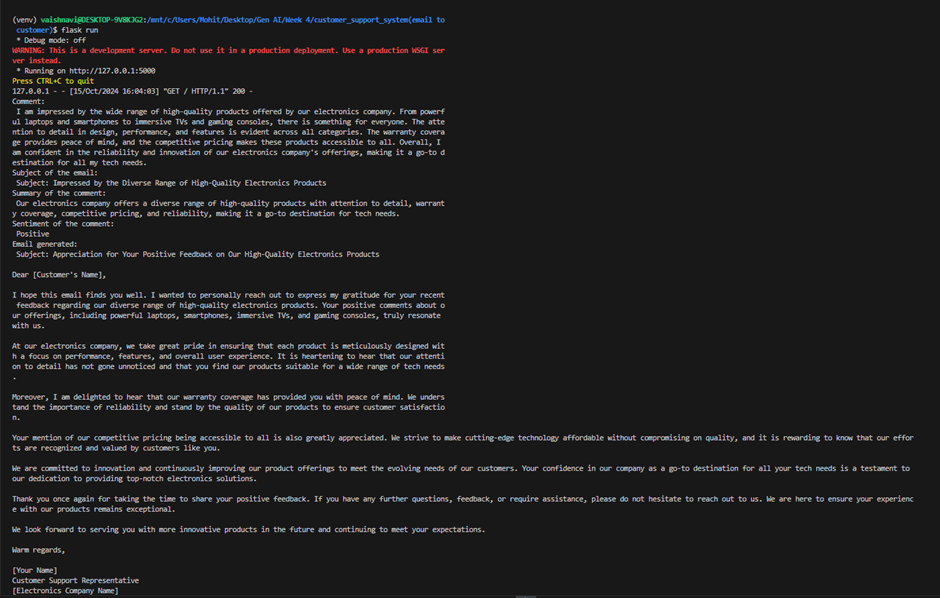 (venv) vaishnavi@DESKTOP-9V8KJG2:/mnt/c/Users/Mohit/Desktop/Gen AI/Week 4/customer_support_system(email to
customer)$ flask run
* Debug mode: off
WARNING: This is a development server. Do not use it in a production deployment. Use a production WSGI ser
ver instead.
* Running on http://127.0.0.1:5000
Press CTRL+C to quit
127.0.0.1 - - [15/Oct/2024 16:04:03] "GET / HTTP/1.1" 200 -
Comment:
I am impressed by the wide range of high-quality products offered by our electronics company. From powerf
ul laptops and smartphones to immersive TVs and gaming consoles, there is something for everyone. The atte
ntion to detail in design, performance, and features is evident across all categories. The warranty covera
ge provides peace of mind, and the competitive pricing makes these products accessible to all. Overall, I
am confident in the reliability and innovation of our electronics company's offerings, making it a go-to d
estination for all my tech needs.
Subject of the email:
Subject: Impressed by the Diverse Range of High-Quality Electronics Products
Summary of the comment:
Our electronics company offers a diverse range of high-quality products with attention to detail, warrant
y coverage, competitive pricing, and reliability, making it a go-to destination for tech needs.
Sentiment of the comment:
Positive
Email generated:
Subject: Appreciation for Your Positive Feedback on Our High-Quality Electronics Products
Dear [Customer's Name],
I hope this email finds you well. I wanted to personally reach out to express my gratitude for your recent
feedback regarding our diverse range of high-quality electronics products. Your positive comments about o
ur offerings, including powerful laptops, smartphones, immersive TVs, and gaming consoles, truly resonate
with us.
At our electronics company, we take great pride in ensuring that each product is meticulously designed wit
h a focus on performance, features, and overall user experience. It is heartening to hear that our attenti
on to detail has not gone unnoticed and that you find our products suitable for a wide range of tech needs
.
Moreover, I am delighted to hear that our warranty coverage has provided you with peace of mind. We unders
tand the importance of reliability and stand by the quality of our products to ensure customer satisfactio
n.
Your mention of our competitive pricing being accessible to all is also greatly appreciated. We strive to make cutting-edge technology affordable without compromising on quality, and it is rewarding to know that our effor
ts are recognized and valued by customers like you.
We are committed to innovation and continuously improving our product offerings to meet the evolving needs of our customers. Your confidence in our company as a go-to destination for all your tech needs is a testament to
our dedication to providing top-notch electronics solutions.
Thank you once again for taking the time to share your positive feedback. If you have any further questions, feedback, or require assistance, please do not hesitate to reach out to us. We are here to ensure your experienc
e with our products remains exceptional.
We look forward to serving you with more innovative products in the future and continuing to meet your expectations.
Warm regards,
[Your Name]
Customer Support Representative
[Electronics Company Name]